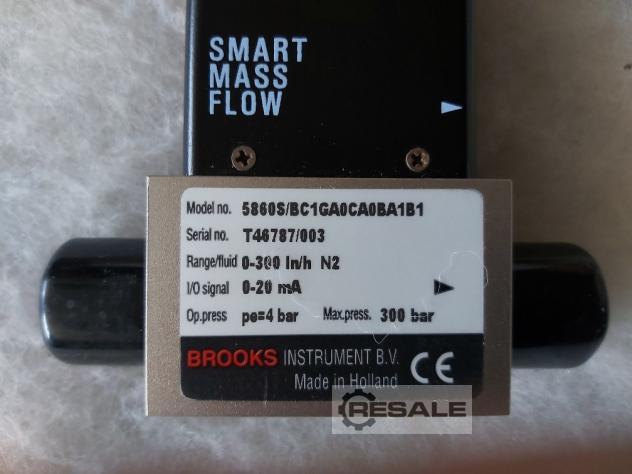 SMART
MASS
FLOW
Model no. 5860S/BC1GA0CA0BA1B1
Serial no. T46787/003
Range/fluid 0-300 ln/h N2
I/O signal 0-20 mA
Op.press pe=4 bar Max.press. 300 bar
BROOKS INSTRUMENT B.V.
Made in Holland CE
RESALE